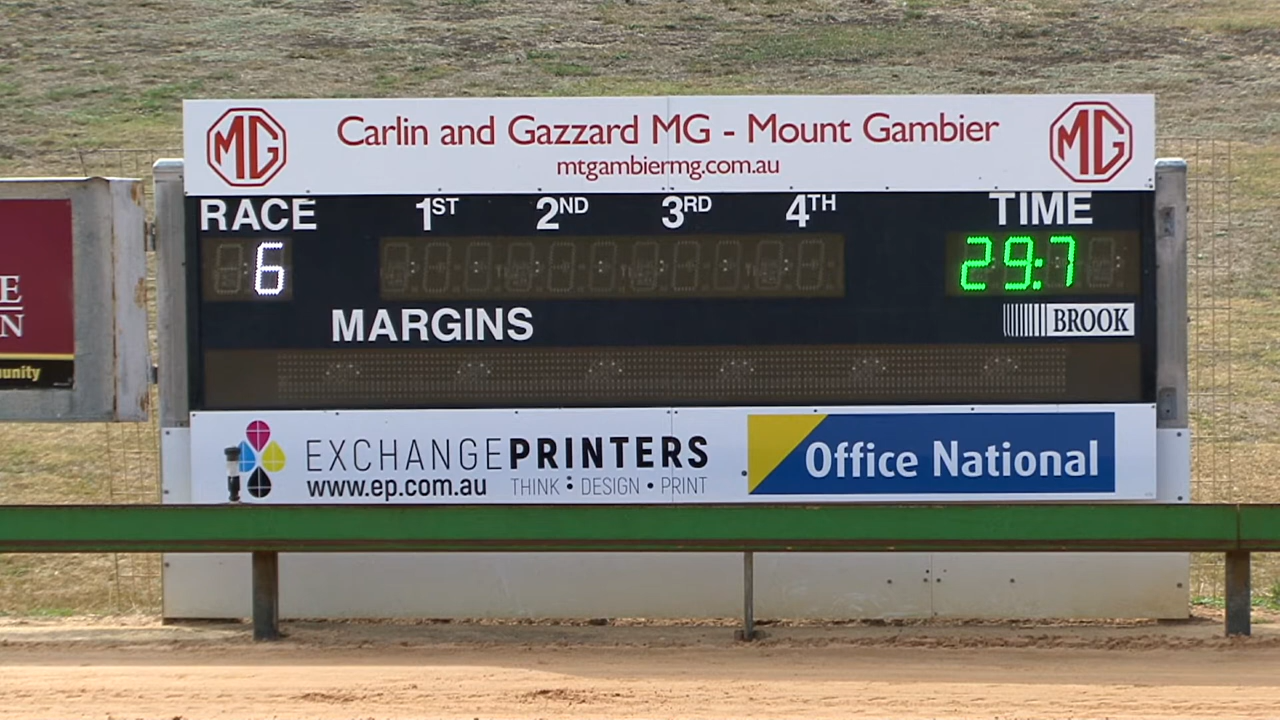 MG Carlin and Gazzard MG - Mount Gambier MG
mtgambiermg.com.au
RACE 1ST 2ND 3RD 4TH TIME
6 29:7
MARGINS BROOK
E
N
unity
EXCHANGEPRINTERS
www.ep.com.au THINK • DESIGN • PRINT
Office National